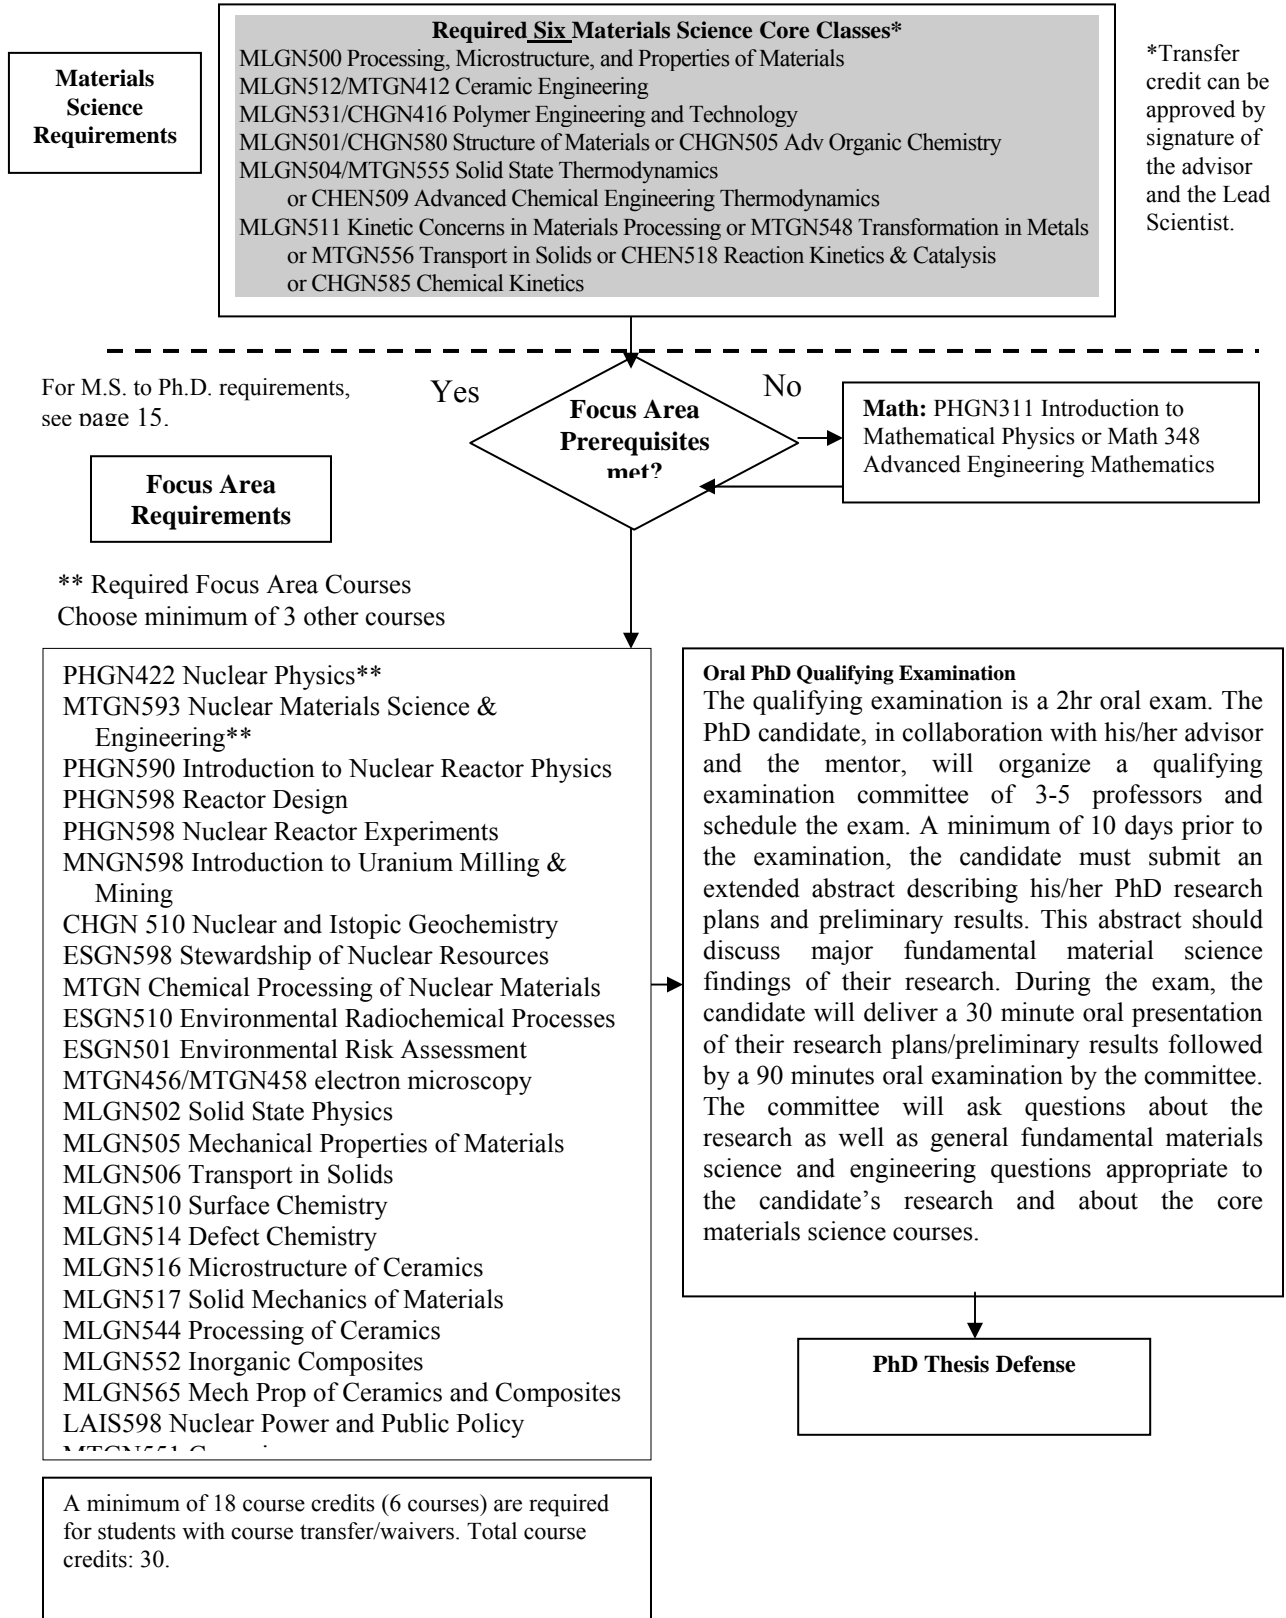 Required Six Materials Science Core Classes*
MLGN500 Processing, Microstructure, and Properties of Materials
MLGN512/MTGN412 Ceramic Engineering
MLGN531/CHGN416 Polymer Engineering and Technology
MLGN501/CHGN580 Structure of Materials or CHGN505 Adv Organic Chemistry
MLGN504/MTGN555 Solid State Thermodynamics
or CHEN509 Advanced Chemical Engineering Thermodynamics
MLGN511 Kinetic Concerns in Materials Processing or MTGN548 Transformation in Metals
or MTGN556 Transport in Solids or CHEN518 Reaction Kinetics & Catalysis
or CHGN585 Chemical Kinetics
Materials
Science
Requirements
*Transfer
credit can be
approved by
signature of
the advisor
and the Lead
Scientist.
For M.S. to Ph.D. requirements,
see page 15.
Yes
No
Focus Area
Prerequisites
met?
Math: PHGN311 Introduction to
Mathematical Physics or Math 348
Advanced Engineering Mathematics
Focus Area
Requirements
** Required Focus Area Courses
Choose minimum of 3 other courses
PHGN422 Nuclear Physics**
MTGN593 Nuclear Materials Science &
Engineering**
PHGN590 Introduction to Nuclear Reactor Physics
PHGN598 Reactor Design
PHGN598 Nuclear Reactor Experiments
MNGN598 Introduction to Uranium Milling &
Mining
CHGN 510 Nuclear and Istopic Geochemistry
ESGN598 Stewardship of Nuclear Resources
MTGN Chemical Processing of Nuclear Materials
ESGN510 Environmental Radiochemical Processes
ESGN501 Environmental Risk Assessment
MTGN456/MTGN458 electron microscopy
MLGN502 Solid State Physics
MLGN505 Mechanical Properties of Materials
MLGN506 Transport in Solids
MLGN510 Surface Chemistry
MLGN514 Defect Chemistry
MLGN516 Microstructure of Ceramics
MLGN517 Solid Mechanics of Materials
MLGN544 Processing of Ceramics
MLGN552 Inorganic Composites
MLGN565 Mech Prop of Ceramics and Composites
LAIS598 Nuclear Power and Public Policy
Oral PhD Qualifying Examination
The qualifying examination is a 2hr oral exam. The
PhD candidate, in collaboration with his/her advisor
and the mentor, will organize a qualifying
examination committee of 3-5 professors and
schedule the exam. A minimum of 10 days prior to
the examination, the candidate must submit an
extended abstract describing his/her PhD research
plans and preliminary results. This abstract should
discuss major fundamental material science
findings of their research. During the exam, the
candidate will deliver a 30 minute oral presentation
of their research plans/preliminary results followed
by a 90 minutes oral examination by the committee.
The committee will ask questions about the
research as well as general fundamental materials
science and engineering questions appropriate to
the candidate's research and about the core
materials science courses.
PhD Thesis Defense
A minimum of 18 course credits (6 courses) are required
for students with course transfer/waivers. Total course
credits: 30.